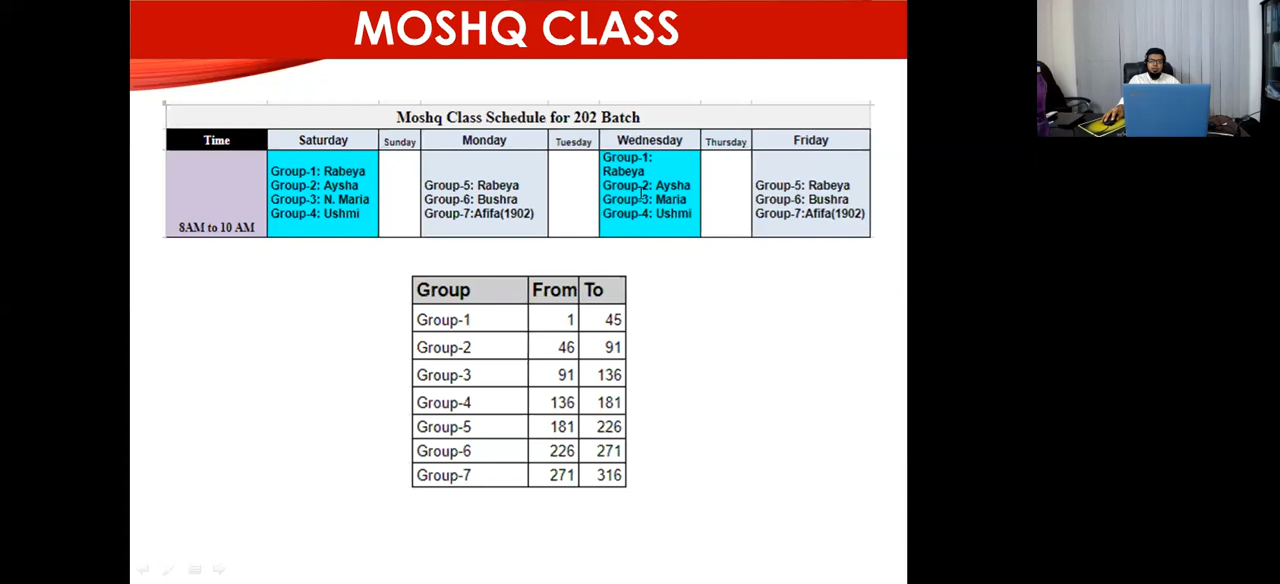 MOSHQ CLASS
Moshq Class Schedule for 202 Batch
Time Saturday Sunday Monday Tuesday Wednesday Thursday Friday
8AM to 10 AM
Group-1: Rabeya
Group-2: Aysha
Group-3: N. Maria
Group-4: Ushmi
Group-5: Rabeya
Group-6: Bushra
Group-7:Afifa(1902)
Group-1:
Rabeya
Group-2: Aysha
Group-3: Maria
Group-4: Ushmi
Group-5: Rabeya
Group-6: Bushra
Group-7:Afifa(1902)
Group From To
Group-1 1 45
Group-2 46 91
Group-3 91 136
Group-4 136 181
Group-5 181 226
Group-6 226 271
Group-7 271 316